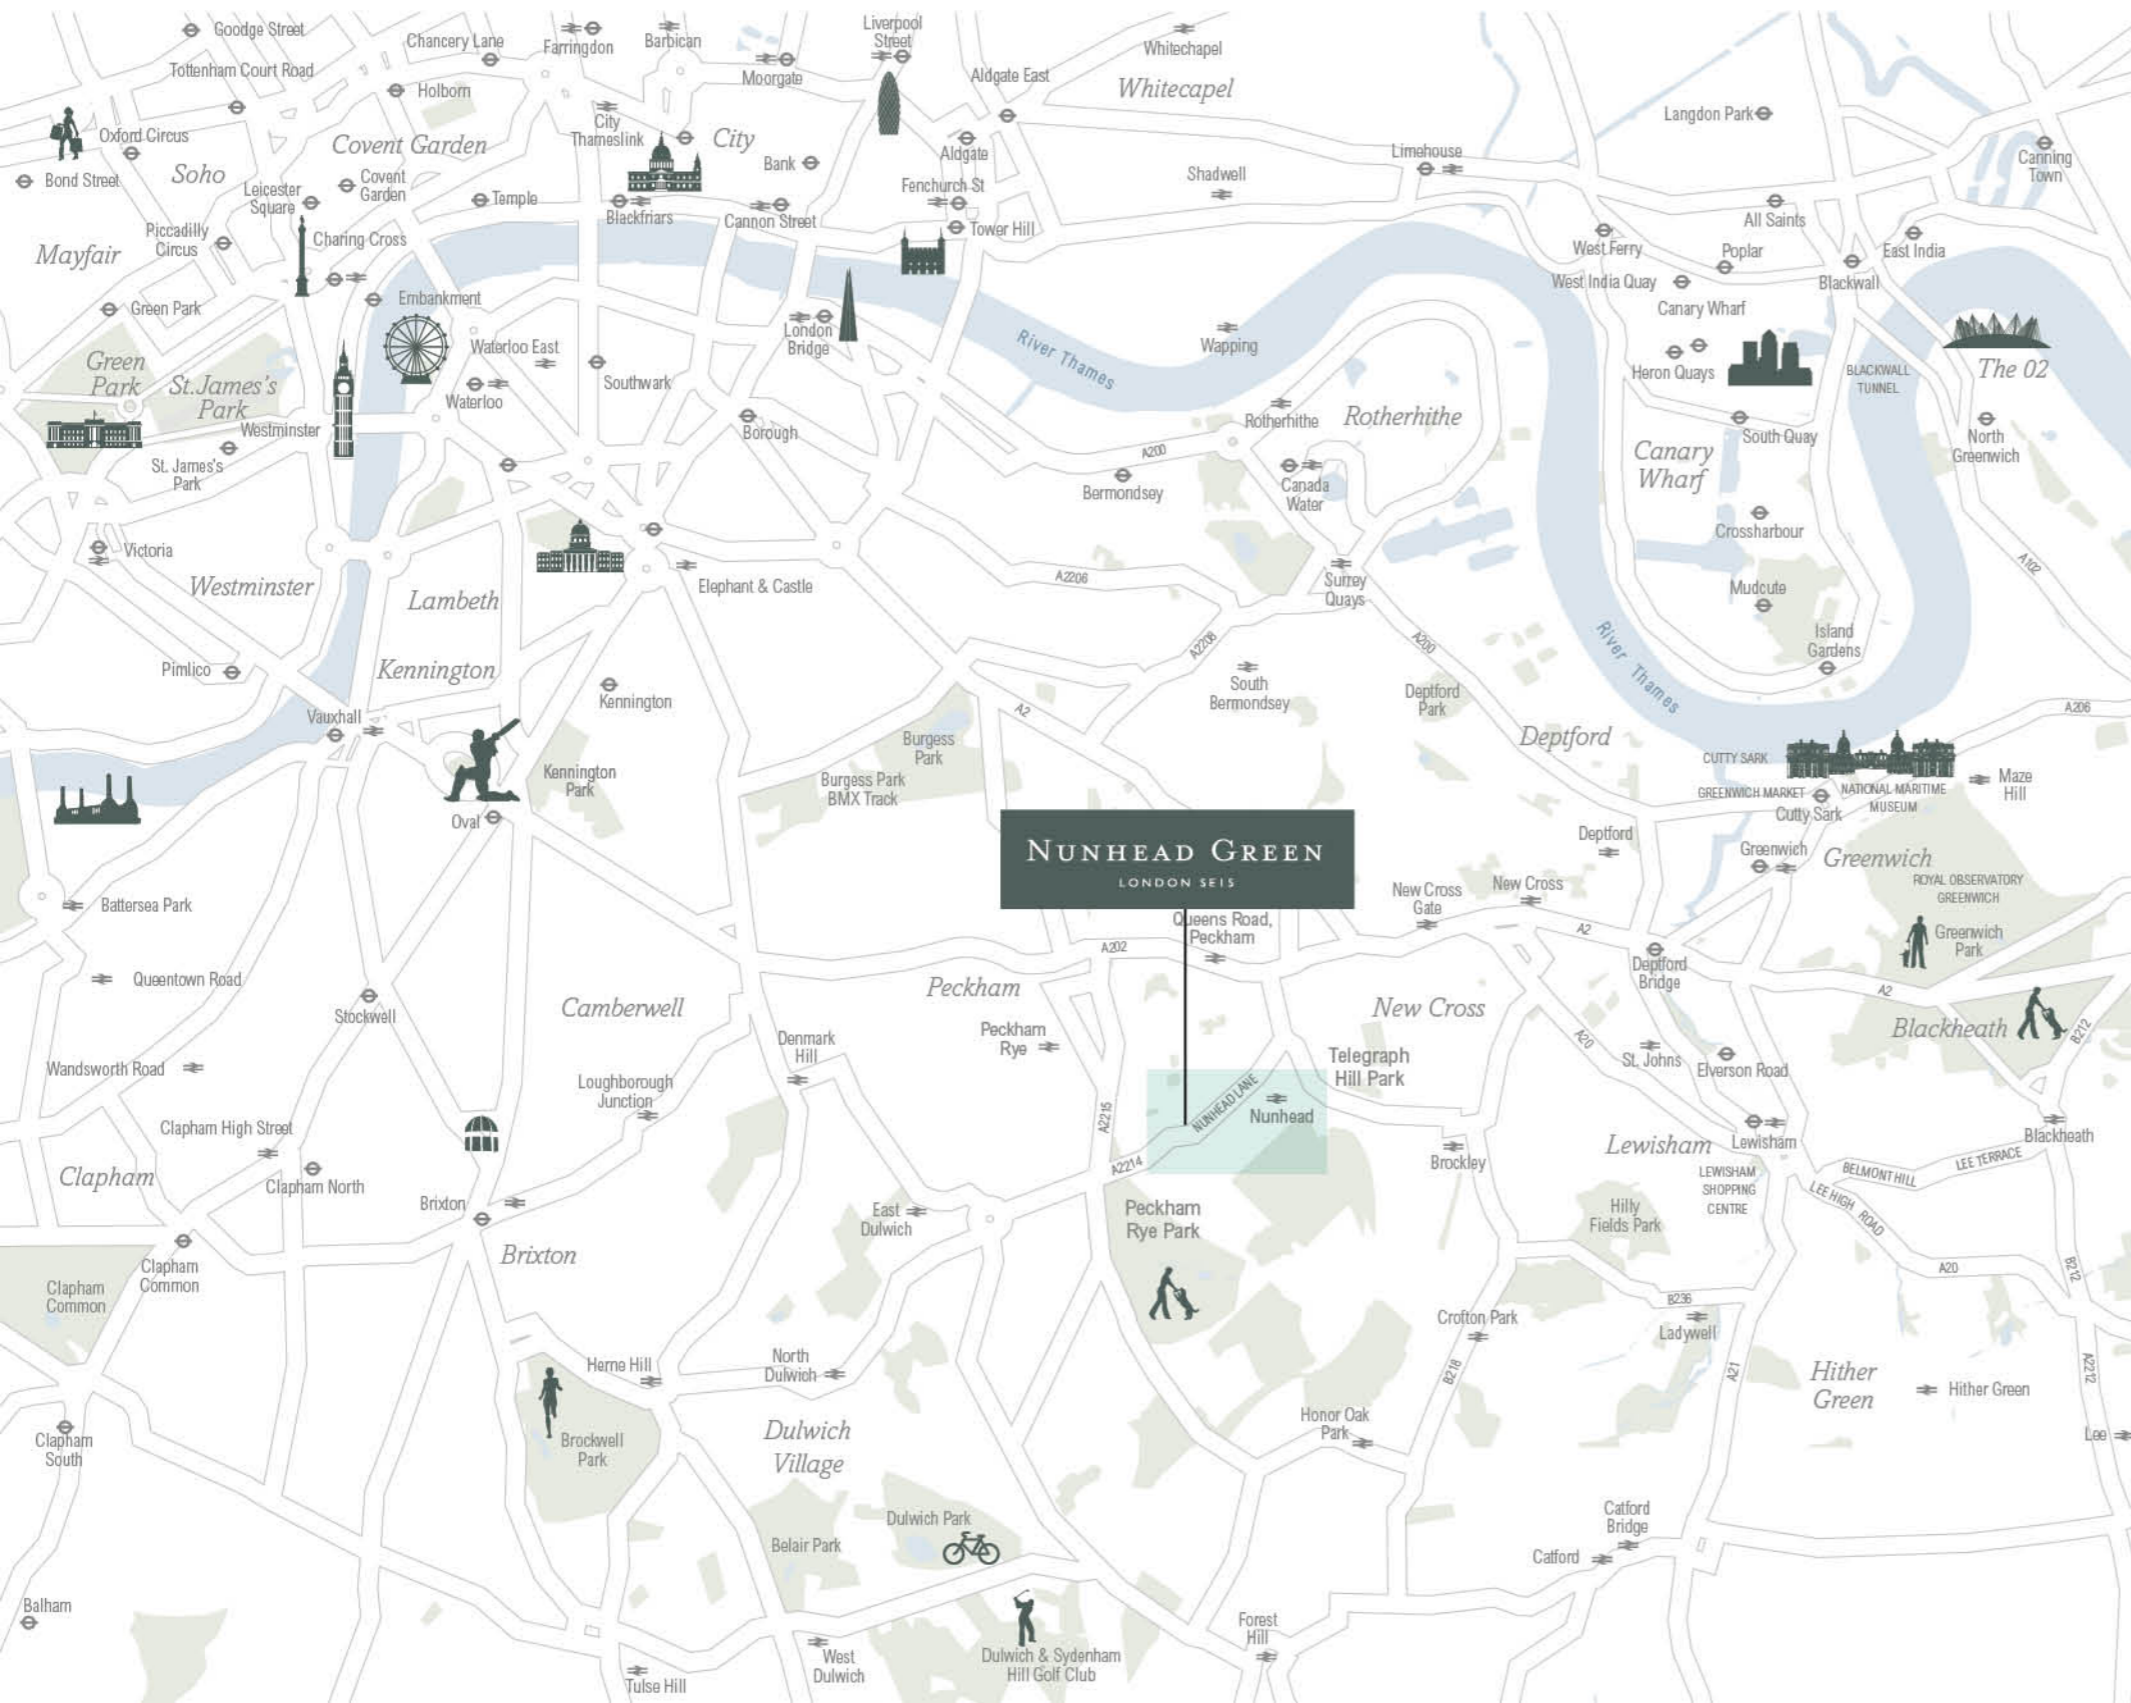 Goodge Street
Chancery Lane
Farringdon
Barbican
Liverpool
Street
Whitechapel
Tottenham Court Road
Moorgate
Aldgate East
Holborn
Whitecapel
Langdon Park
Oxford Circus
Covent Garden
City
Thameslink
City
Bank
Aldgate
Limehouse
Canning
Town
Bond Street
Soho
Leicester
Square
Covent
Garden
Temple
Blackfriars
Cannon Street
Fenchurch St
Shadwell
Tower Hill
All Saints
Mayfair
Piccadilly
Circus
Charing Cross
West Ferry
Poplar
East India
West India Quay
Blackwall
Green Park
Embankment
Canary Wharf
London
Bridge
River Thames
Wapping
Green
Park
St.James's
Park
Waterloo East
Waterloo
Southwark
Heron Quays
BLACKWALL
TUNNEL
The 02
Westminster
Borough
Rotherhithe
Rotherhithe
South Quay
North
Greenwich
St. James's
Park
A200
Bermondsey
Canada
Water
Canary
Wharf
Crossharbour
Victoria
Westminster
Lambeth
Elephant & Castle
A2206
Surrey
Quays
Mudcute
A102
Pimlico
Kennington
Kennington
A2208
A200
South
Bermondsey
Deptford
Park
River Thames
Island
Gardens
A206
Vauxhall
A2
Deptford
Burgess
Park
Burgess Park
BMX Track
Kennington
Park
Oval
CUTTY SARK
GREENWICH MARKET
Cutty Sark
NATIONAL MARITIME
MUSEUM
Maze
Hill
NUNHEAD GREEN
LONDON SE15
Deptford
Greenwich
Greenwich
ROYAL OBSERVATORY
GREENWICH
Battersea Park
Queens Road,
Peckham
New Cross
Gate
New Cross
A2
A202
Greenwich
Park
Queentown Road
Stockwell
Camberwell
Peckham
New Cross
Deptford
Bridge
A2
Blackheath
B212
Wandsworth Road
Denmark
Hill
Peckham
Rye
Telegraph
Hill Park
A20
St. Johns
Elverson Road
Loughborough
Junction
NUNHEAD LANE
Nunhead
A2215
A2214
Clapham High Street
Clapham
Clapham North
Brixton
Brixton
Brockley
Lewisham
Lewisham
LEWISHAM
SHOPPING
CENTRE
BELMONT HILL
LEE TERRACE
LEE HIGH ROAD
Blackheath
East
Dulwich
Peckham
Rye Park
Hilly
Fields Park
Clapham
Common
Clapham
Common
A20
B212
B236
Ladywell
Crofton Park
Herne Hill
North
Dulwich
B218
A21
Hither
Green
Hither Green
A2212
Lee
Clapham
South
Brockwell
Park
Dulwich
Village
Honor Oak
Park
Dulwich Park
Belair Park
Catford
Bridge
Catford
Balham
Tulse Hill
West
Dulwich
Dulwich & Sydenham
Hill Golf Club
Forest
Hill